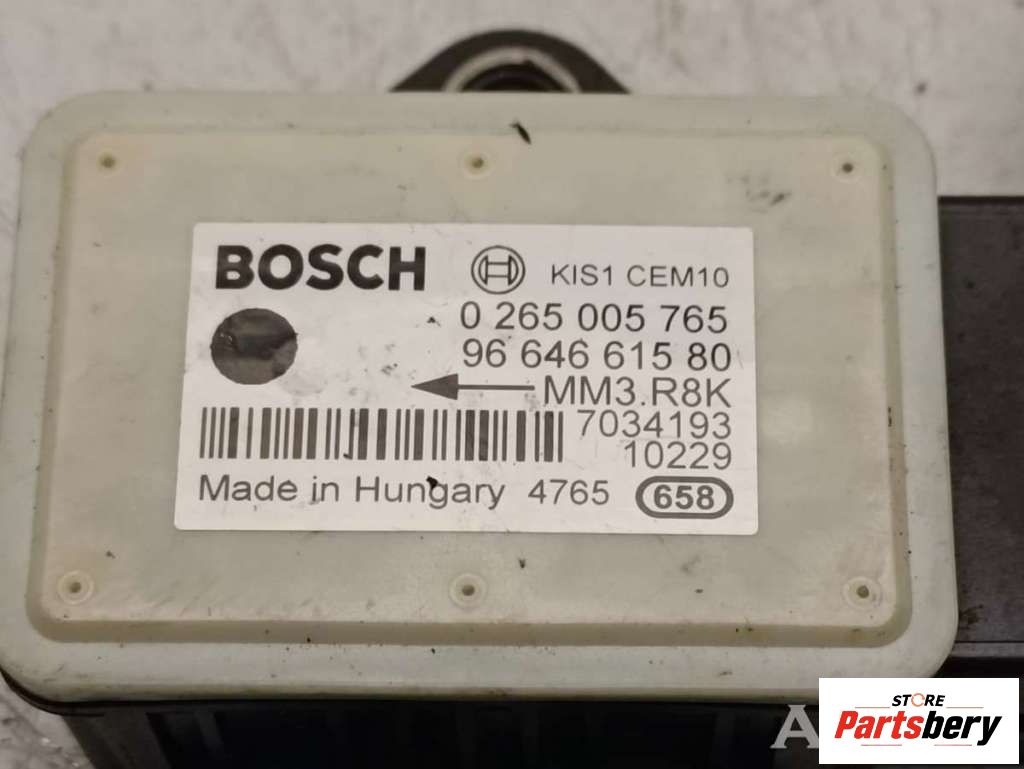 BOSCH KIS1 CEM10
0 265 005 765
96 646 615 80
MM3.R8K
7034193
10229
Made in Hungary 4765 658
A
STORE
Partsbery